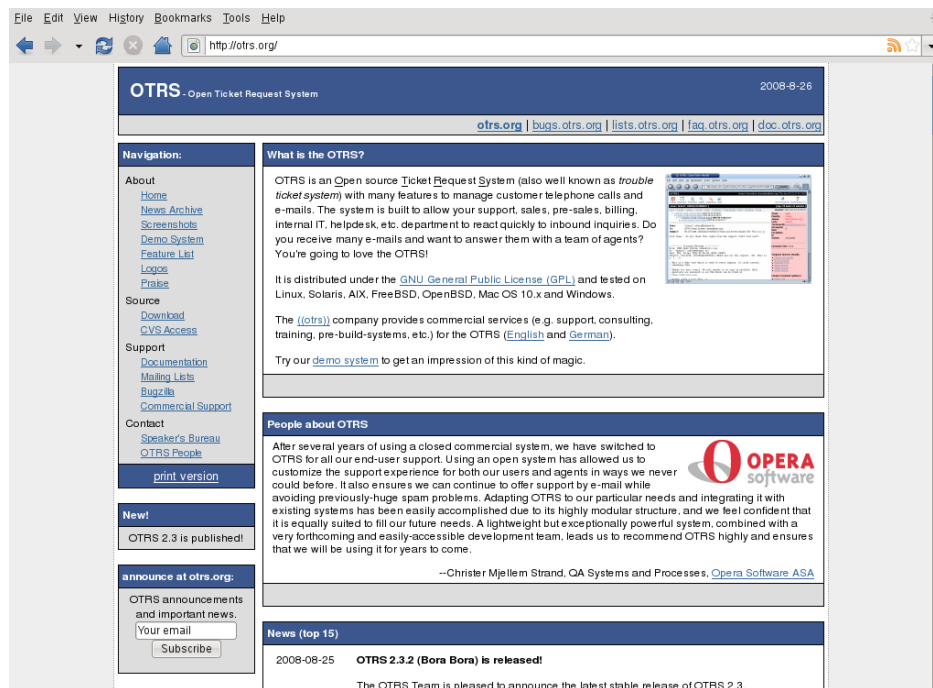 File Edit View History Bookmarks Tools Help
http://otrs.org/
OTRS - Open Ticket Request System
2008-8-26
otrs.org | bugs.otrs.org | lists.otrs.org | faq.otrs.org | doc.otrs.org
Navigation:
About
Home
News Archive
Screenshots
Demo System
Feature List
Logos
Praise
Source
Download
CVS Access
Support
Documentation
Mailing Lists
Bugzilla
Commercial Support
Contact
Speaker's Bureau
OTRS People
print version
New!
OTRS 2.3 is published!
announce at otrs.org:
OTRS announcements
and important news.
Your email
Subscribe
What is the OTRS?
OTRS is an Open source Ticket Request System (also well known as trouble
ticket system) with many features to manage customer telephone calls and
e-mails. The system is built to allow your support, sales, pre-sales, billing,
internal IT, helpdesk, etc. department to react quickly to inbound inquiries. Do
you receive many e-mails and want to answer them with a team of agents?
You're going to love the OTRS!
It is distributed under the GNU General Public License (GPL) and tested on
Linux, Solaris, AIX, FreeBSD, OpenBSD, Mac OS 10.x and Windows.
The ((otrs)) company provides commercial services (e.g. support, consulting,
training, pre-build-systems, etc.) for the OTRS (English and German).
Try our demo system to get an impression of this kind of magic.
People about OTRS
After several years of using a closed commercial system, we have switched to
OTRS for all our end-user support. Using an open system has allowed us to
customize the support experience for both our users and agents in ways we never
could before. It also ensures we can continue to offer support by e-mail while
avoiding previously-huge spam problems. Adapting OTRS to our particular needs and integrating it with
existing systems has been easily accomplished due to its highly modular structure, and we feel confident that
it is equally suited to fill our future needs. A lightweight but exceptionally powerful system, combined with a
very forthcoming and easily-accessible development team, leads us to recommend OTRS highly and ensures
that we will be using it for years to come.
OPERA
software
--Christer Mjellem Strand, QA Systems and Processes, Opera Software ASA
News (top 15)
2008-08-25 OTRS 2.3.2 (Bora Bora) is released!
The OTRS Team is pleased to announce the latest stable release of OTRS 2.3.